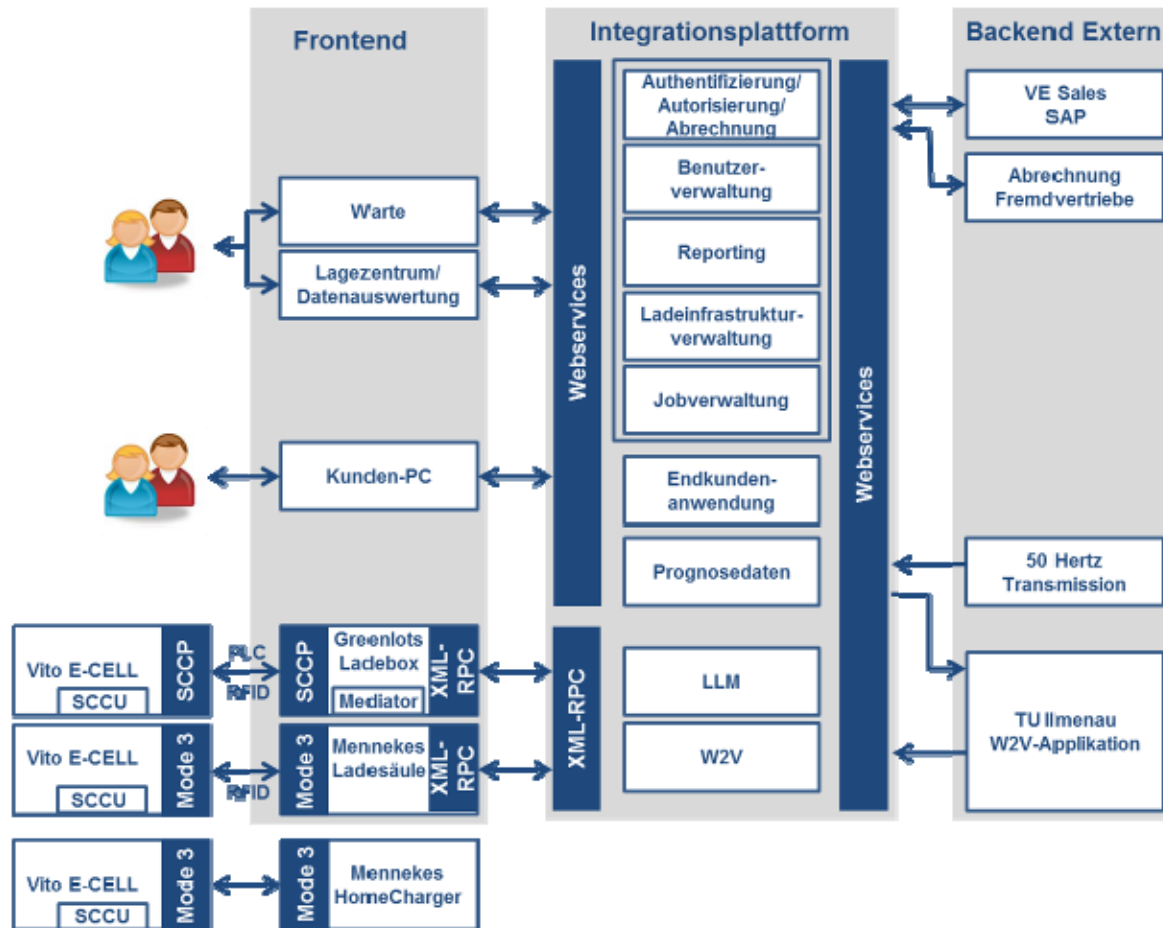 Frontend
Integrationsplattform
Backend Extern
Webservices
Authentifizierung/
Autorisierung/
Abrechnung
Benutzer-
verwaltung
Reporting
Ladeinfrastruktur-
verwaltung
Jobverwaltung
Endkunden-
anwendung
Prognosedaten
Webservices
VE Sales
SAP
Abrechnung
Fremdvertriebe
Warte
Lagezentrum/
Datenauswertung
Kunden-PC
50 Hertz
Transmission
Vito E-CELL
SCCU
SCCP
PLC
RFID
SCCP
Greenlots
Ladebox
Mediator
XML-
RPC
XML-RPC
LLM
W2V
TU Ilmenau
W2V-Applikation
Vito E-CELL
SCCU
Mode 3
RFID
Mode 3
Mennekes
Ladesäule
XML-
RPC
Vito E-CELL
SCCU
Mode 3
Mode 3
Mennekes
HomeCharger